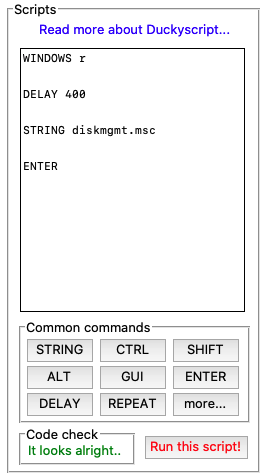 Scripts
Read more about Duckyscript...
WINDOWS r
DELAY 400
STRING diskmgmt.msc
ENTER
Common commands
STRING CTRL SHIFT
ALT GUI ENTER
DELAY REPEAT more...
Code check
It looks alright.. Run this script!